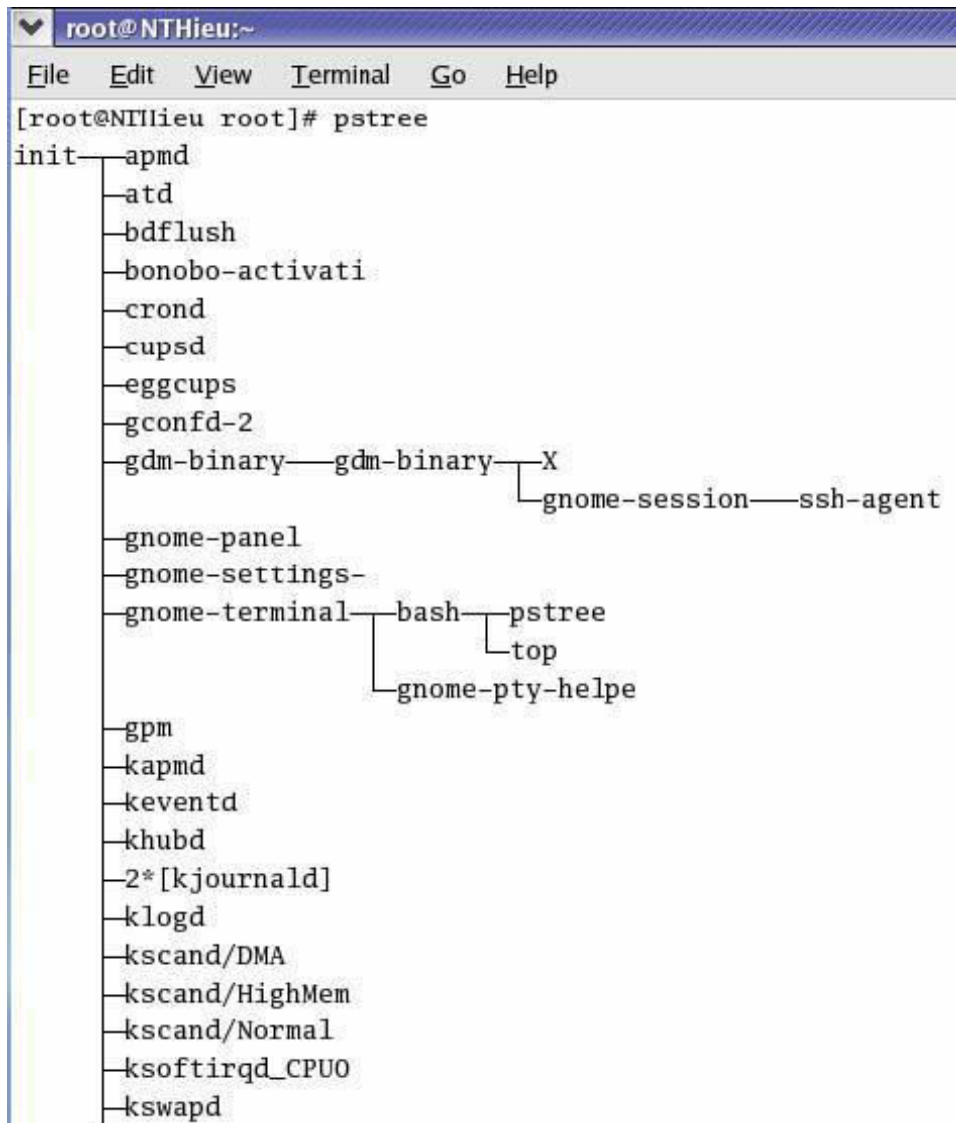 root@NTHieu:~
File Edit View Terminal Go Help
[root@NTHieu root]# pstree
init─┬─apmd
├─atd
├─bdflush
├─bonobo-activati
├─crond
├─cupsd
├─eggcups
├─gconfd-2
├─gdm-binary───gdm-binary─┬─X
└─gnome-session───ssh-agent
├─gnome-panel
├─gnome-settings-
├─gnome-terminal─┬─bash─┬─pstree
└─top
└─gnome-pty-helpe
├─gpm
├─kapmd
├─keventd
├─khubd
├─2*[kjournald]
├─klogd
├─kscand/DMA
├─kscand/HighMem
├─kscand/Normal
├─ksoftirqd_CPU0
├─kswapd